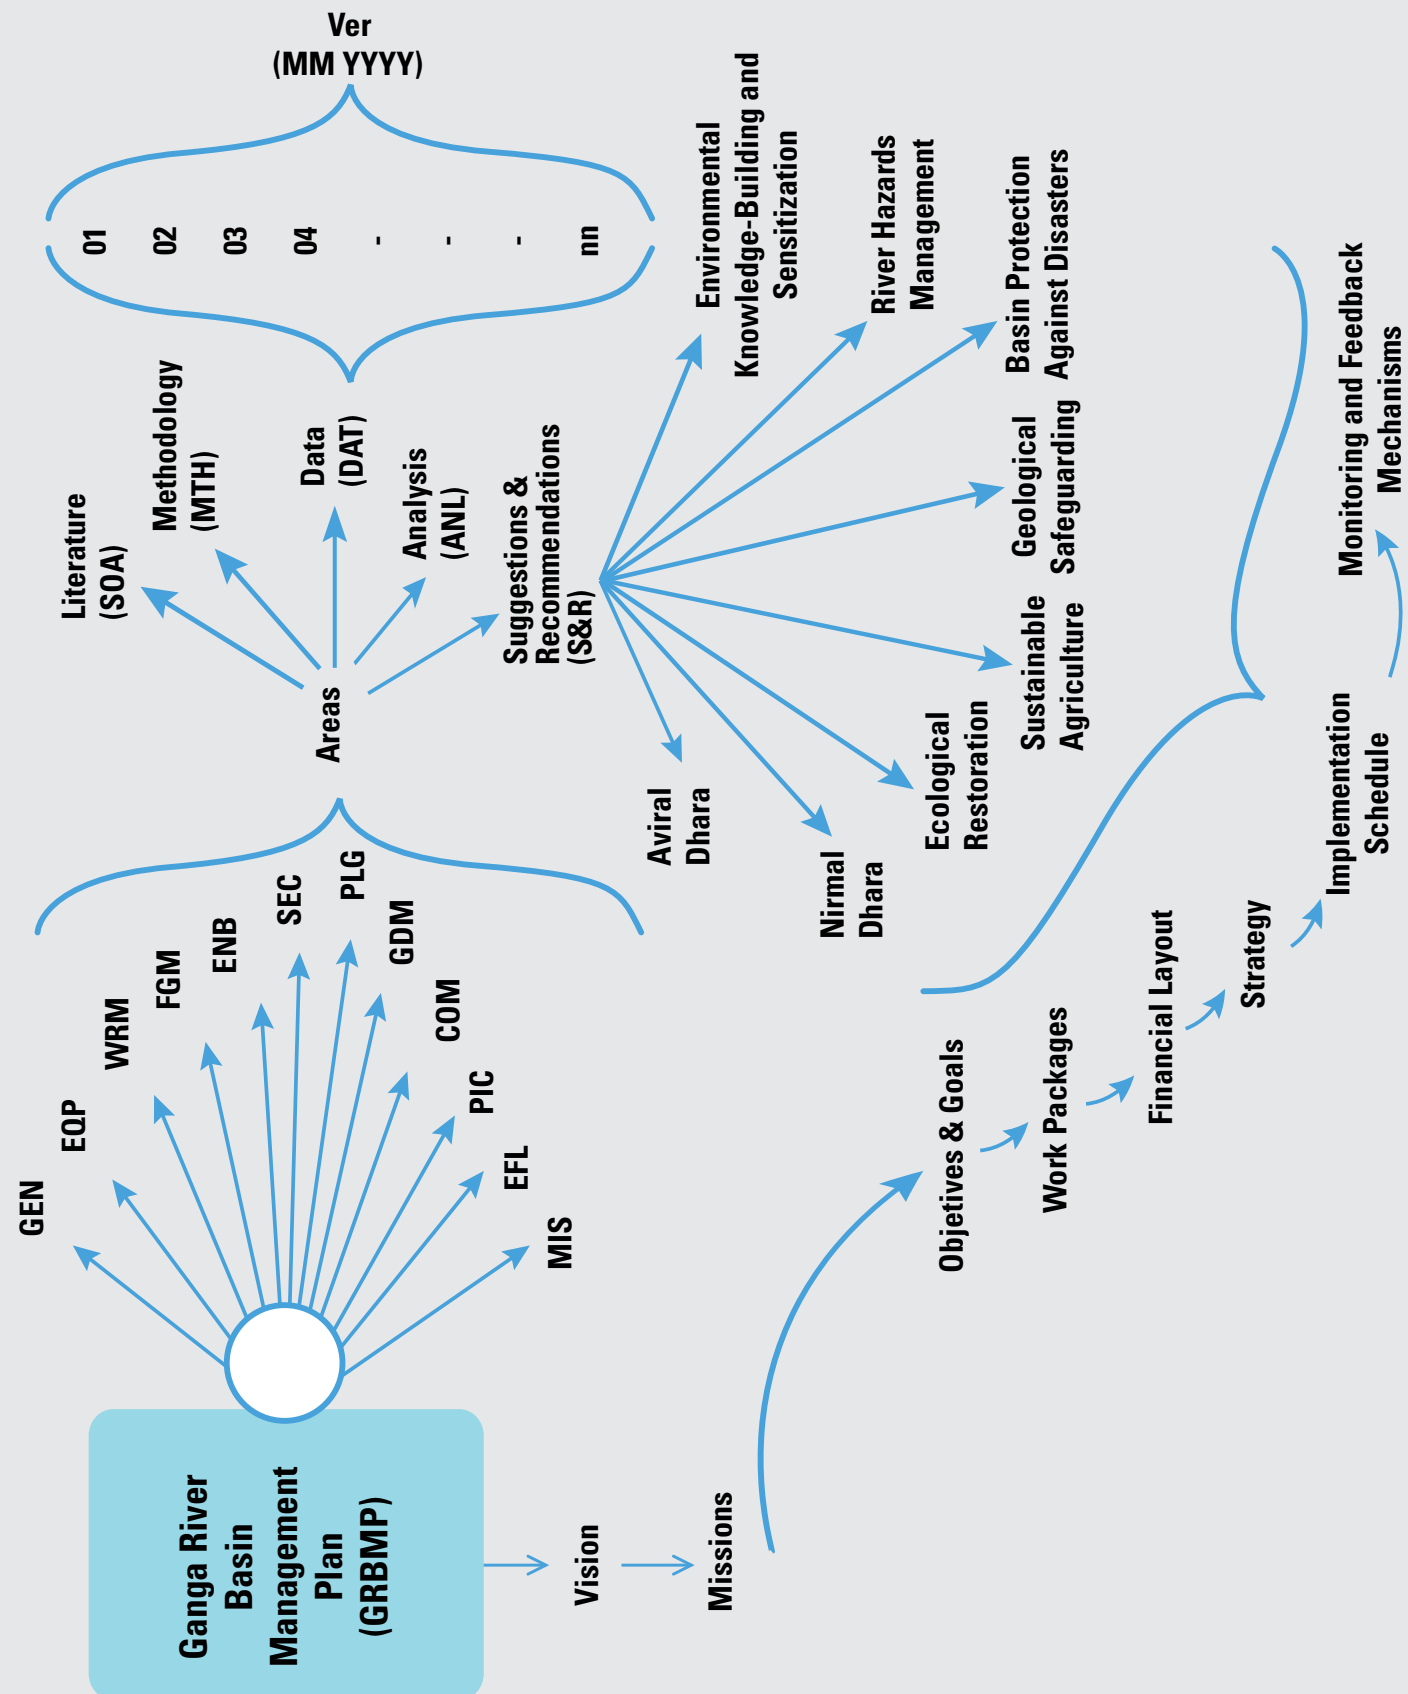 Ganga River
Basin
Management
Plan
(GRBMP)
GEN
EQP
WRM
FGM
ENB
SEC
PLG
GDM
COM
PIC
EFL
MIS
Areas
Literature
(SOA)
Methodology
(MTH)
Data
(DAT)
Analysis
(ANL)
Suggestions &
Recommendations
(S&R)
01
02
03
04
-
-
-
nn
Ver
(MM YYYY)
Aviral
Dhara
Nirmal
Dhara
Ecological
Restoration
Sustainable
Agriculture
Geological
Safeguarding
Basin Protection
Against Disasters
River Hazards
Management
Environmental
Knowledge-Building and
Sensitization
Vision
Missions
Objetives & Goals
Work Packages
Financial Layout
Strategy
Implementation
Schedule
Monitoring and Feedback
Mechanisms